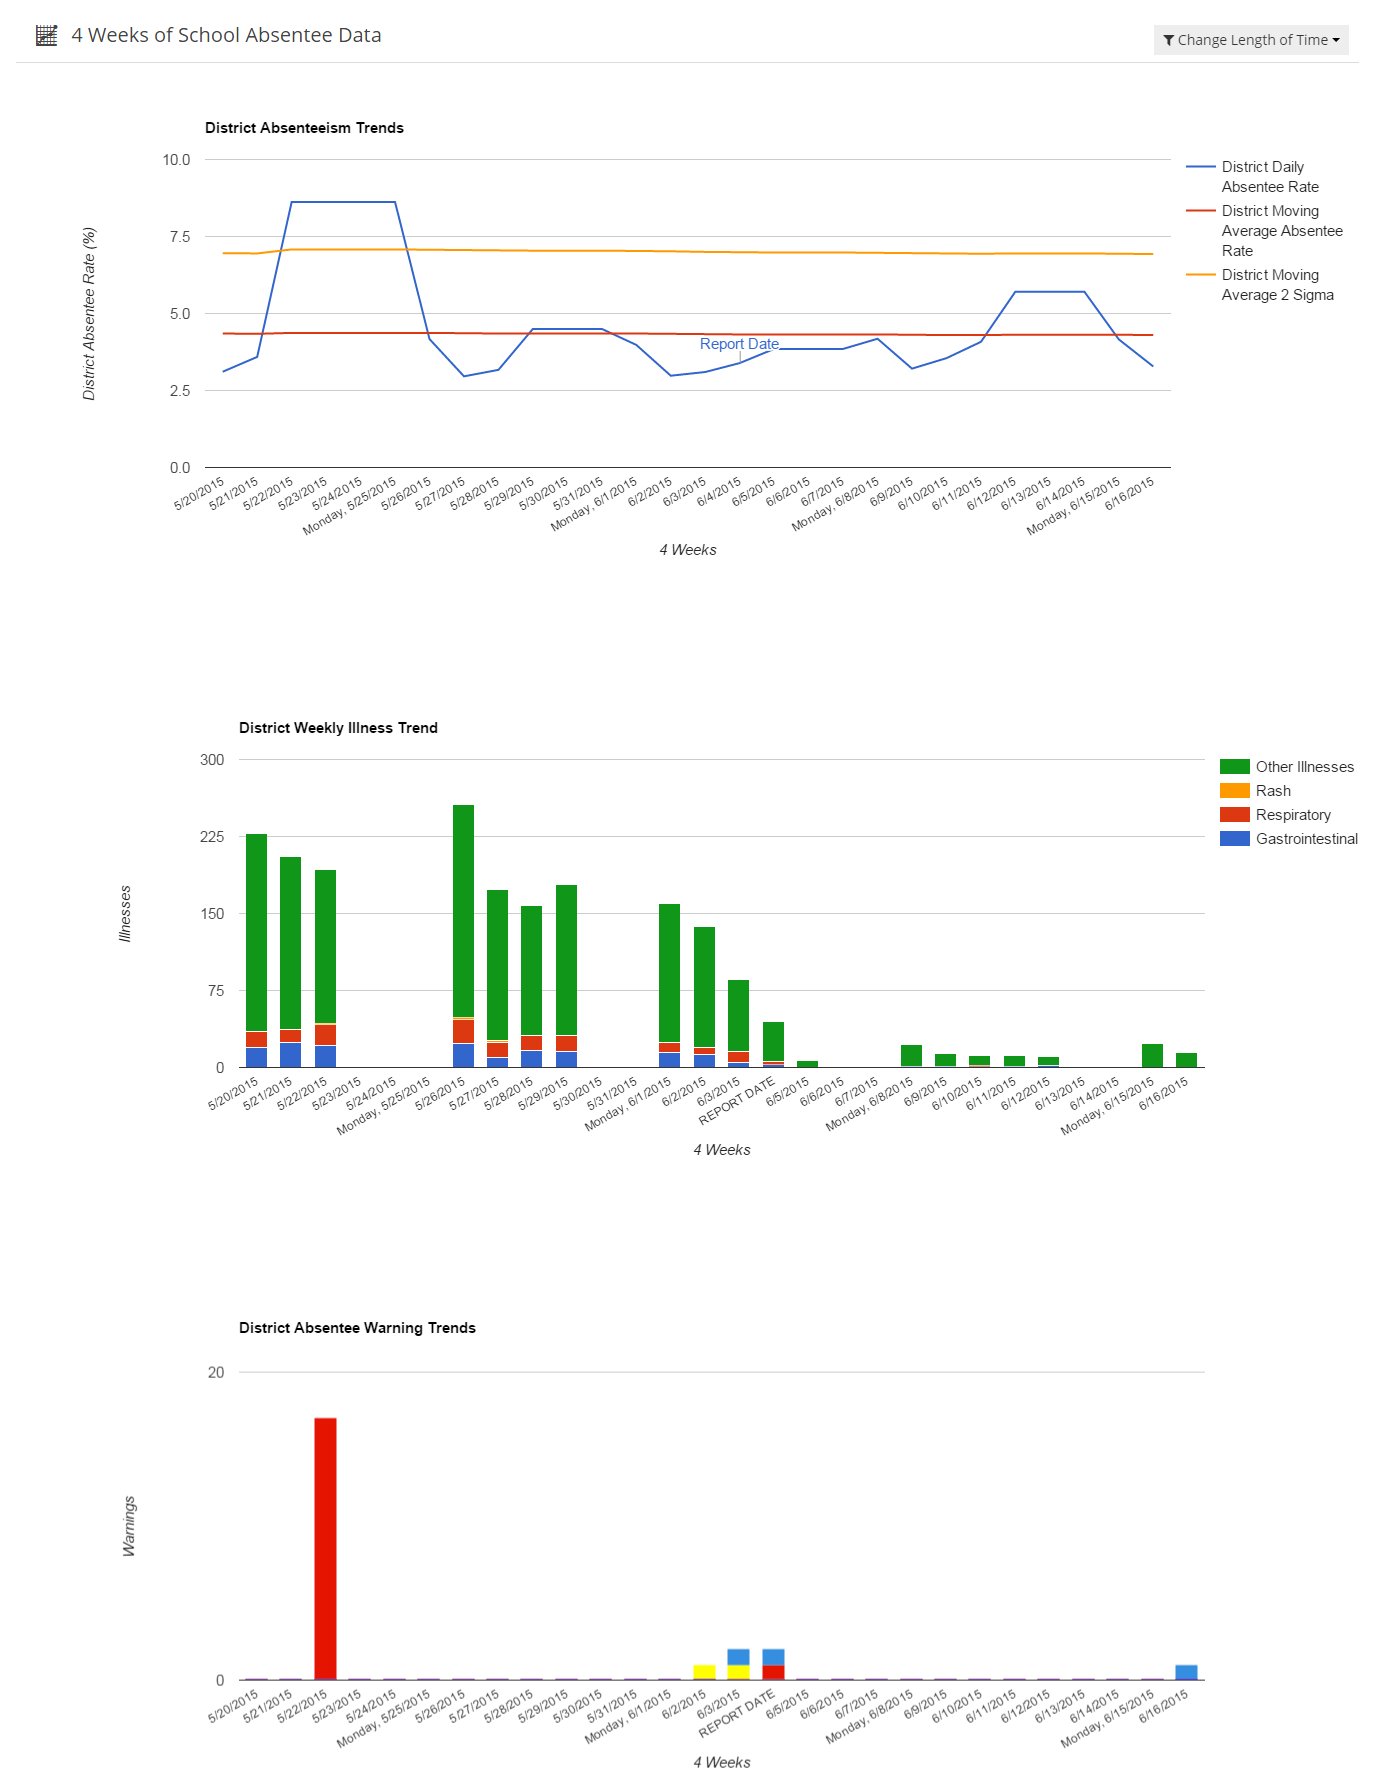 4 Weeks of School Absentee Data
Change Length of Time
District Absenteeism Trends
10.0
7.5
5.0
2.5
0.0
District Absentee Rate (%)
Report Date
District Daily
Absentee Rate
District Moving
Average Absentee
Rate
District Moving
Average 2 Sigma
5/20/2015
5/21/2015
5/22/2015
5/23/2015
5/24/2015
Monday, 5/25/2015
5/26/2015
5/27/2015
5/28/2015
5/29/2015
5/30/2015
5/31/2015
Monday, 6/1/2015
6/2/2015
6/3/2015
6/4/2015
6/5/2015
6/6/2015
6/7/2015
Monday, 6/8/2015
6/9/2015
6/10/2015
6/11/2015
6/12/2015
6/13/2015
6/14/2015
Monday, 6/15/2015
6/16/2015
4 Weeks
District Weekly Illness Trend
300
225
150
75
0
Illnesses
Other Illnesses
Rash
Respiratory
Gastrointestinal
5/20/2015
5/21/2015
5/22/2015
5/23/2015
5/24/2015
Monday, 5/25/2015
5/26/2015
5/27/2015
5/28/2015
5/29/2015
5/30/2015
5/31/2015
Monday, 6/1/2015
6/2/2015
6/3/2015
REPORT DATE
6/5/2015
6/6/2015
6/7/2015
Monday, 6/8/2015
6/9/2015
6/10/2015
6/11/2015
6/12/2015
6/13/2015
6/14/2015
Monday, 6/15/2015
6/16/2015
4 Weeks
District Absentee Warning Trends
20
0
Warnings
5/20/2015
5/21/2015
5/22/2015
5/23/2015
5/24/2015
Monday, 5/25/2015
5/26/2015
5/27/2015
5/28/2015
5/29/2015
5/30/2015
5/31/2015
Monday, 6/1/2015
6/2/2015
6/3/2015
REPORT DATE
6/5/2015
6/6/2015
6/7/2015
Monday, 6/8/2015
6/9/2015
6/10/2015
6/11/2015
6/12/2015
6/13/2015
6/14/2015
Monday, 6/15/2015
6/16/2015
4 Weeks